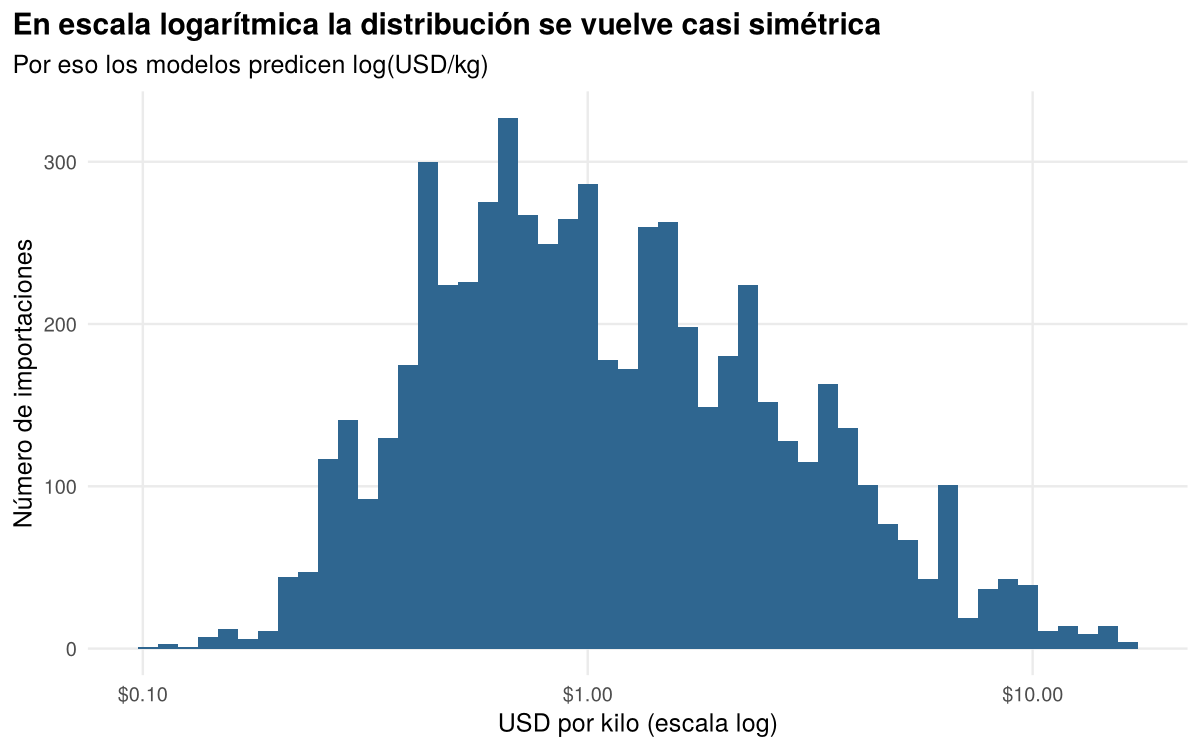 En escala logarítmica la distribución se vuelve casi simétrica
Por eso los modelos predicen log(USD/kg)
Número de importaciones
300
200
100
0
$0.10
$1.00
$10.00
USD por kilo (escala log)